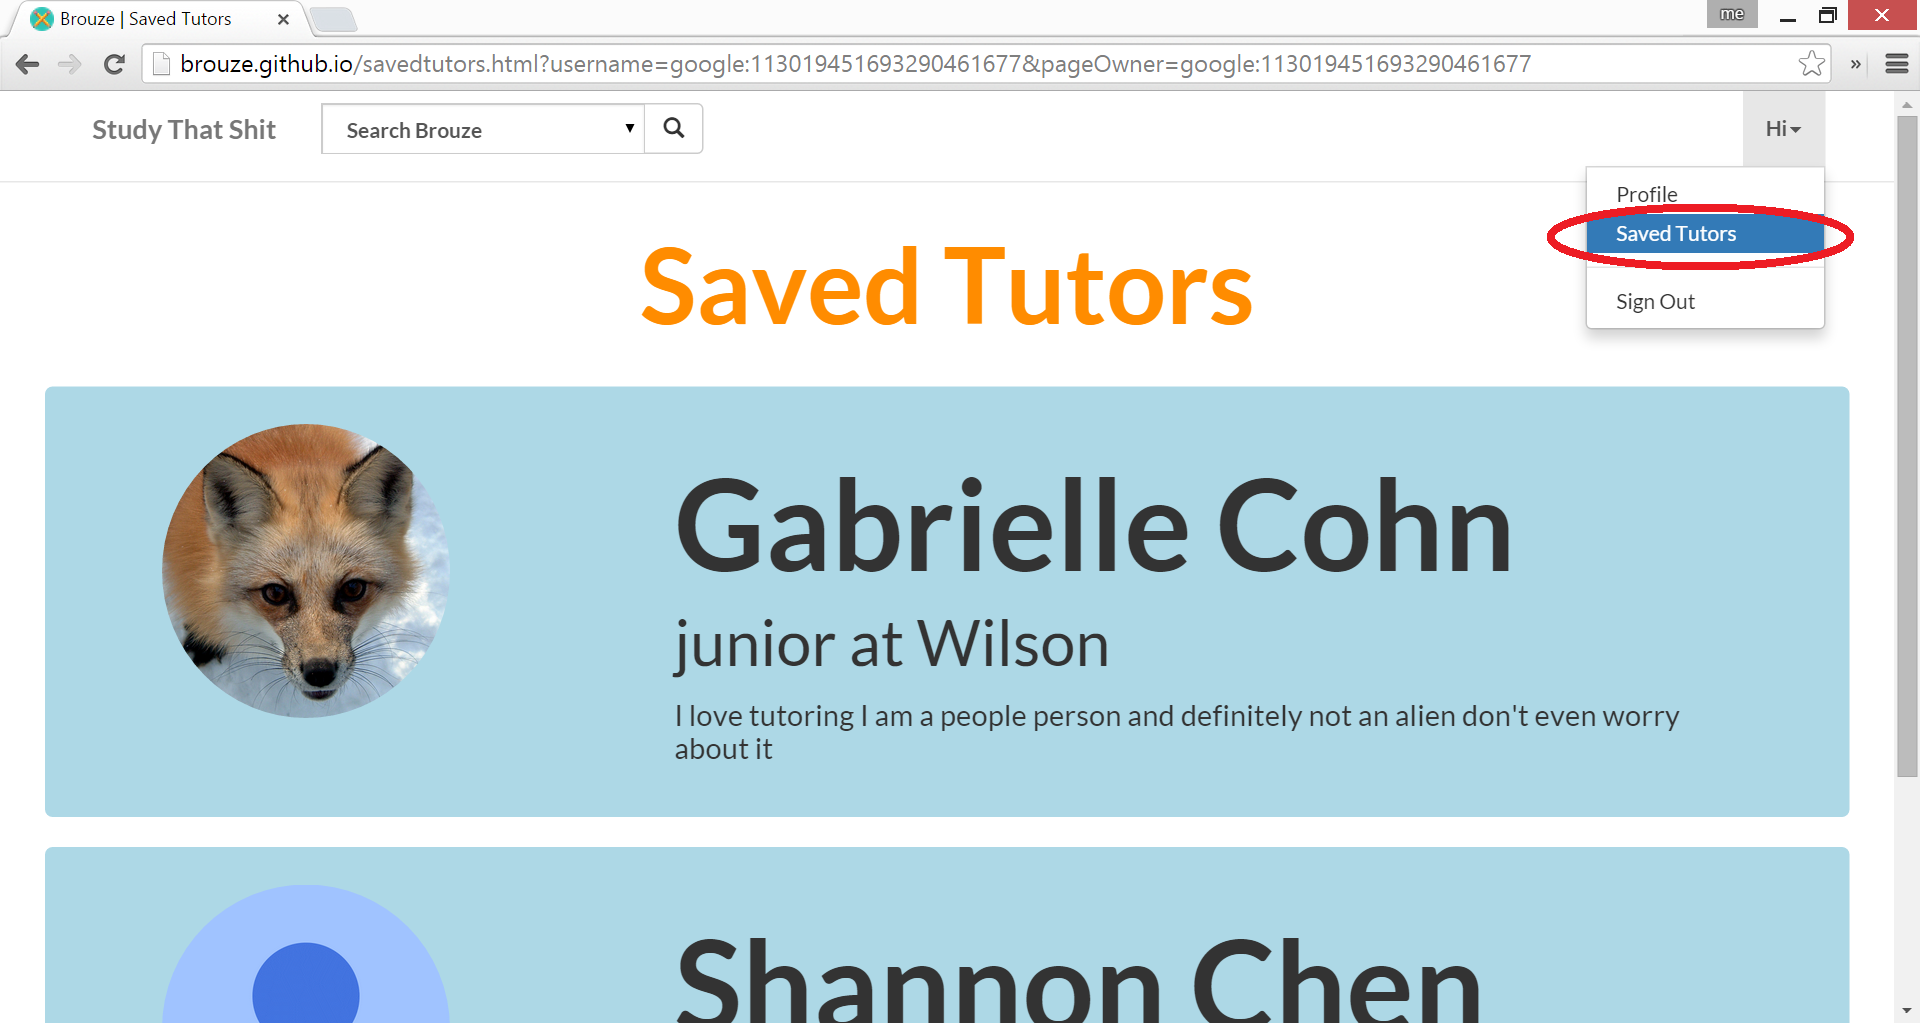 Brouze | Saved Tutors
me
brouze.github.io/savedtutors.html?username=google:113019451693290461677&pageOwner=google:113019451693290461677
Study That Shit
Search Brouze
Hi
Profile
Saved Tutors
Sign Out
Saved Tutors
Gabrielle Cohn
junior at Wilson
I love tutoring I am a people person and definitely not an alien don't even worry
about it
Shannon Chen